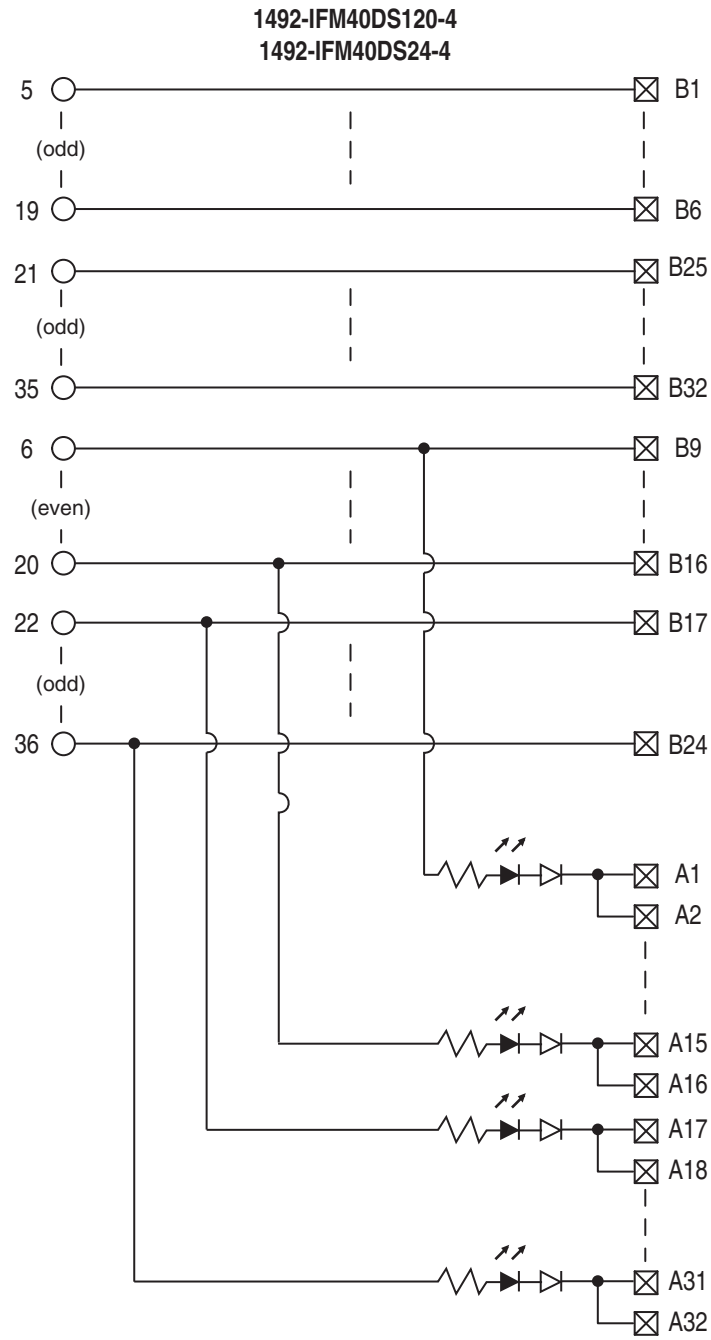 1492-IFM40DS120-4
1492-IFM40DS24-4
5 B1
(odd)
19 B6
21 B25
(odd)
35 B32
6 B9
(even)
20 B16
22 B17
(odd)
36 B24
A1
A2
A15
A16
A17
A18
A31
A32